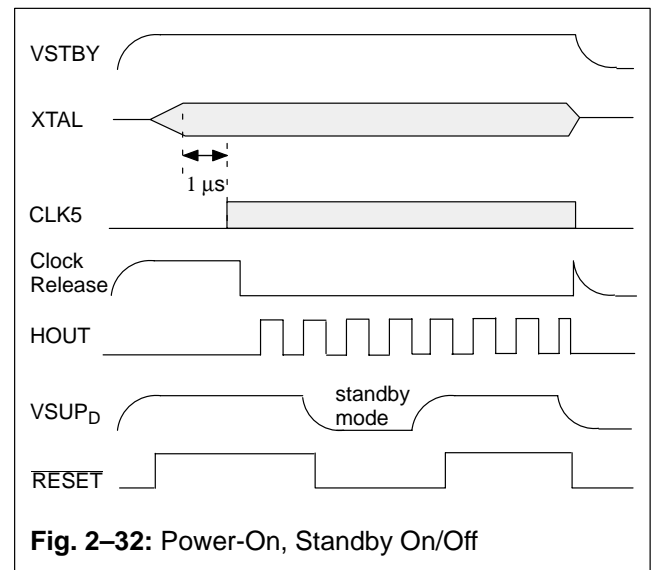 VSTBY
XTAL
1 μs
CLK5
Clock
Release
HOUT
VSUPD
standby
mode
RESET
Fig. 2–32: Power-On, Standby On/Off